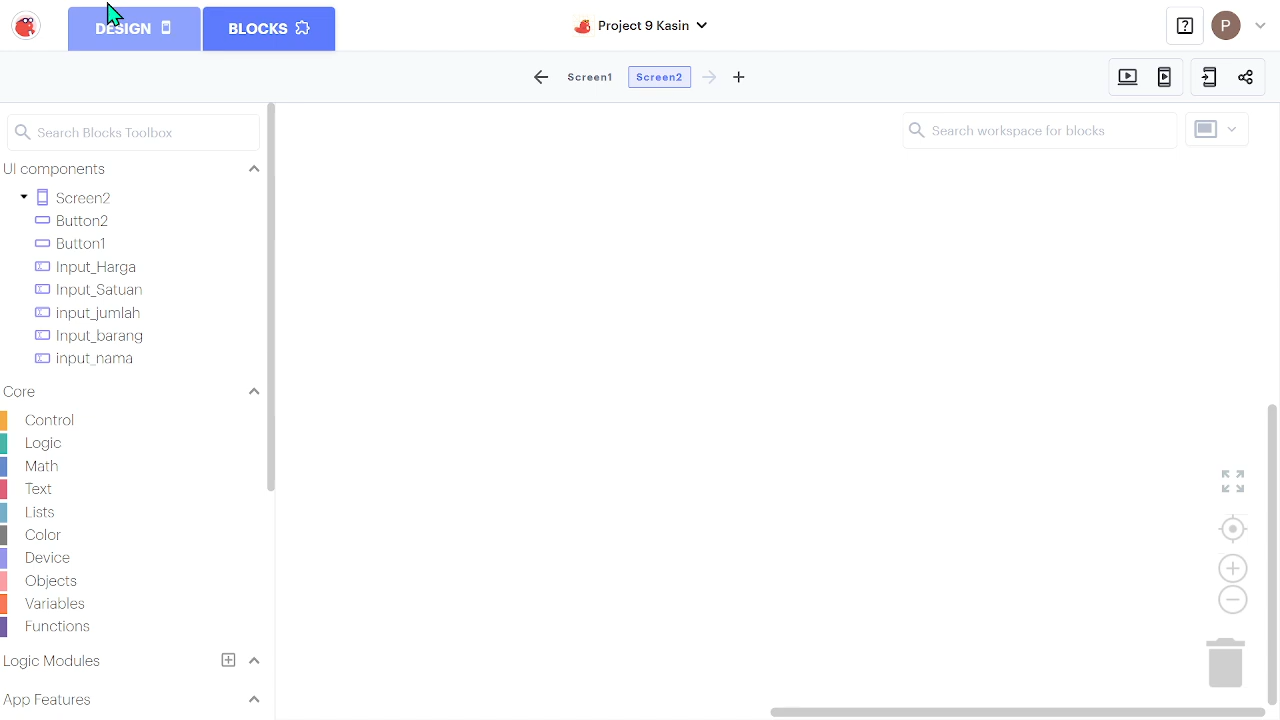 DESIGN
BLOCKS
Project 9 Kasin
P
Screen1
Screen2
Search Blocks Toolbox
Search workspace for blocks
UI components
Screen2
Button2
Button1
Input_Harga
Input_Satuan
input_jumlah
Input_barang
input_nama
Core
Control
Logic
Math
Text
Lists
Color
Device
Objects
Variables
Functions
Logic Modules
App Features